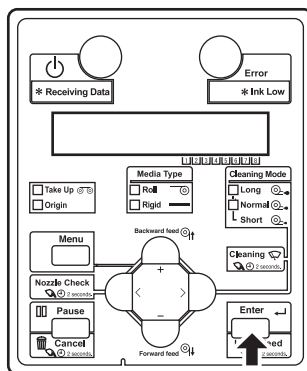 Error
* Receiving Data
* Ink Low
1 2 3 4 5 6 7 8
Media Type
Cleaning Mode
Take Up
Roll
Long
Origin
Rigid
Normal
Short
Menu
Backward feed
Cleaning
2 seconds.
Nozzle Check
2 seconds.
Pause
Enter
Cancel
2 seconds.
Forward feed
2 seconds.